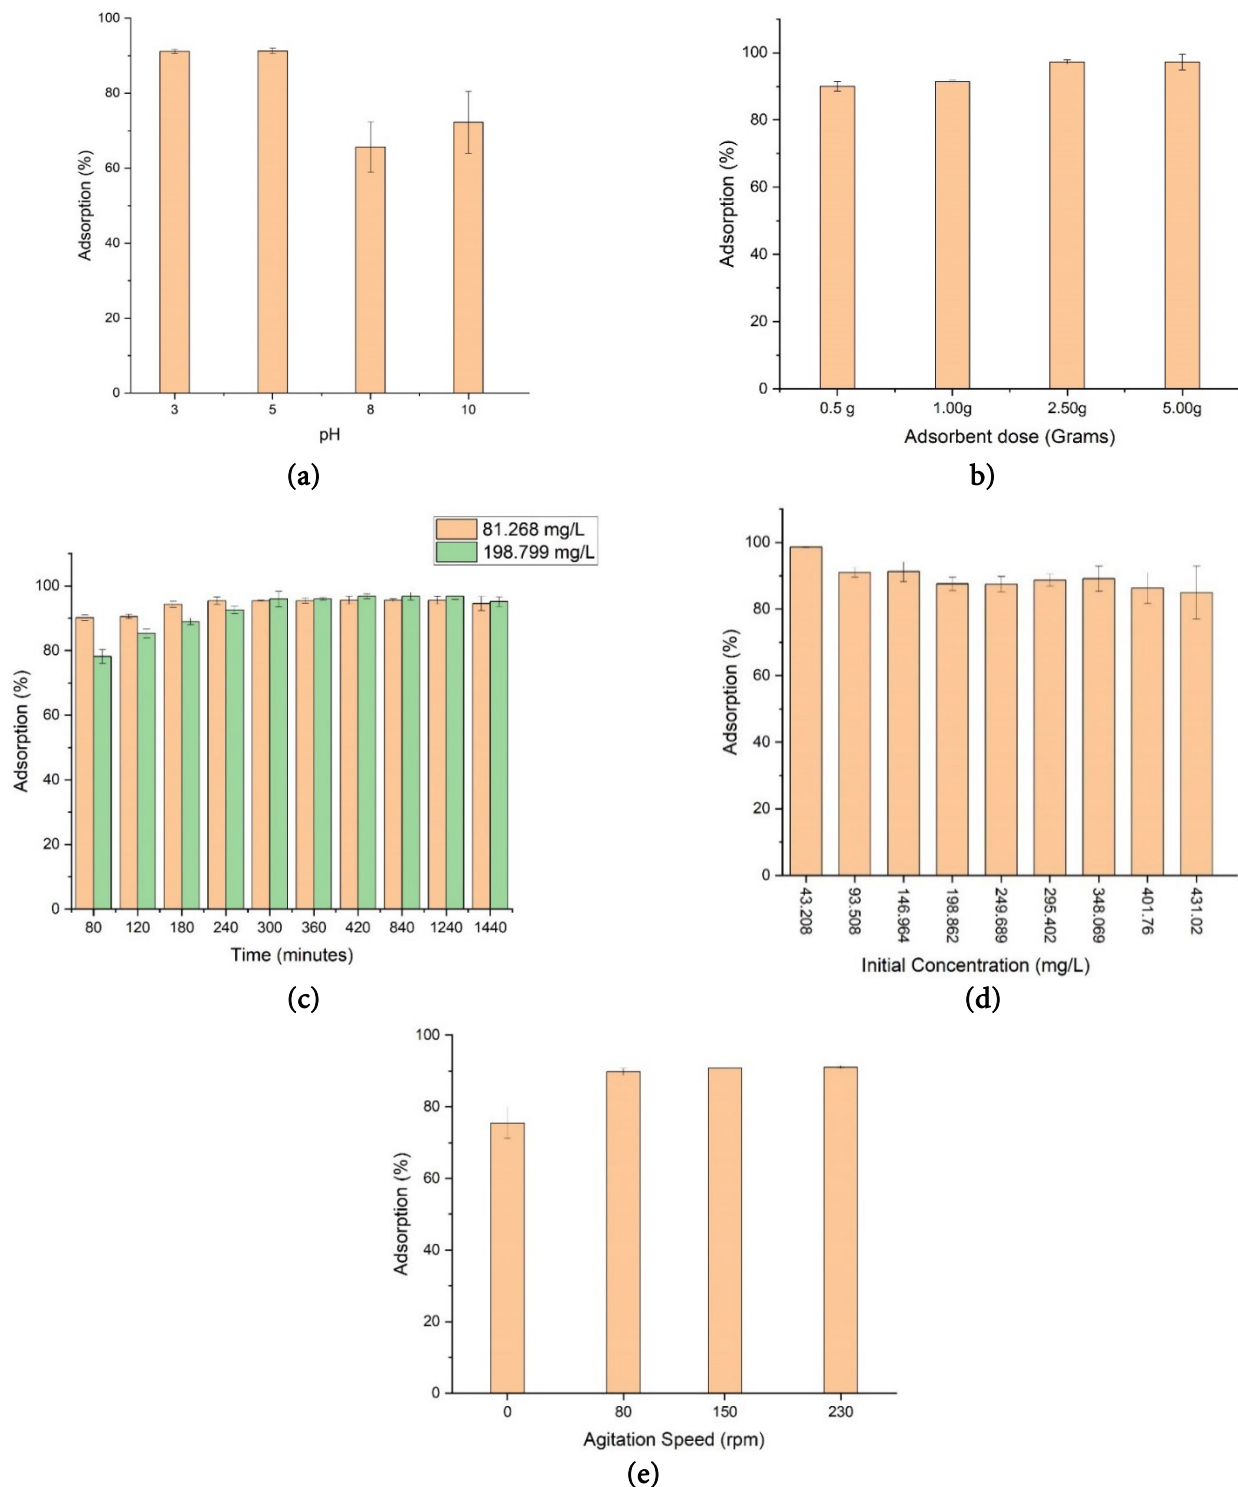 100
80
60
40
20
0
Adsorption (%)
3 5 8 10
pH
(a)
100
80
60
40
20
0
Adsorption (%)
0.5 g 1.00g 2.50g 5.00g
Adsorbent dose (Grams)
b)
81.268 mg/L
198.799 mg/L
100
80
60
40
20
0
Adsorption (%)
80 120 180 240 300 360 420 840 1240 1440
Time (minutes)
(c)
100
80
60
40
20
0
Adsorption (%)
43.208
93.508
146.964
198.862
249.689
295.402
348.069
401.76
431.02
Initial Concentration (mg/L)
(d)
100
80
60
40
20
0
Adsorption (%)
0 80 150 230
Agitation Speed (rpm)
(e)